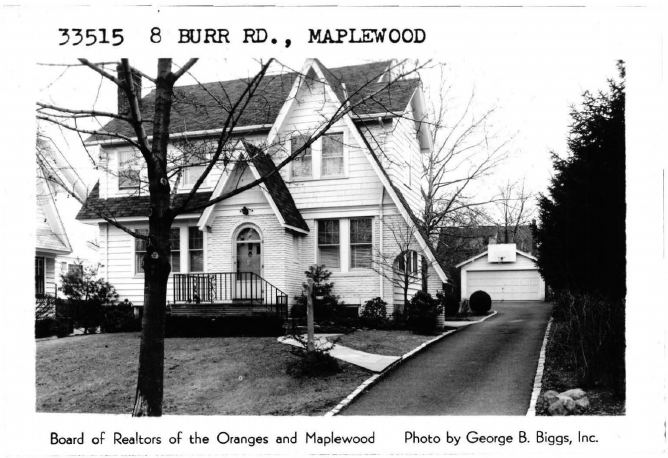 33515 8 BURR RD., MAPLEWOOD
Board of Realtors of the Oranges and Maplewood Photo by George B. Biggs, Inc.